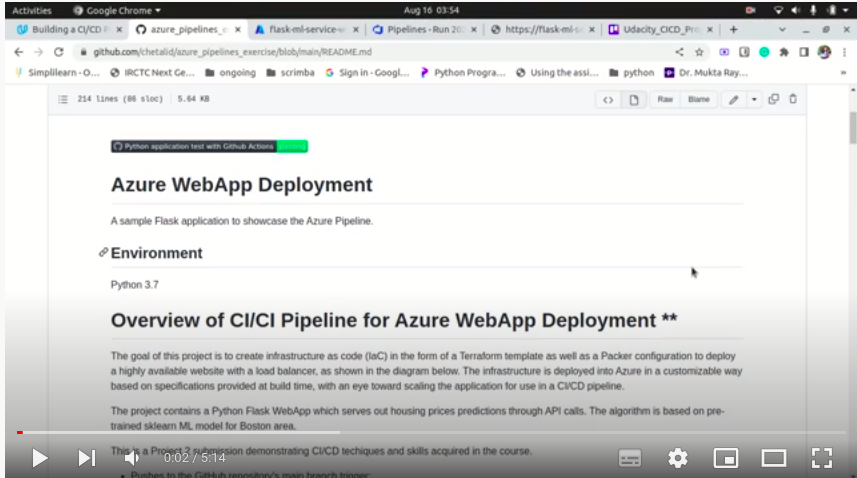 Activities Google Chrome Aug 16 03:54
Building a CI/CD azure_pipelines_e flask-ml-service- Pipelines - Run 20 https://flask-ml-s Udacity_CICD_Pro
github.com/chetalid/azure_pipelines_exercise/blob/main/README.md
Simplilearn - O... IRCTC Next Ge... ongoing scrimba Sign in - Googl... Python Progra... Using the assi... python Dr. Mukta Ray... »
214 lines (86 sloc) 5.64 KB Raw Blame
Python application test with Github Actions
Azure WebApp Deployment
A sample Flask application to showcase the Azure Pipeline.
Environment
Python 3.7
Overview of CI/CI Pipeline for Azure WebApp Deployment **
The goal of this project is to create infrastructure as code (IaC) in the form of a Terraform template as well as a Packer configuration to deploy
a highly available website with a load balancer, as shown in the diagram below. The infrastructure is deployed into Azure in a customizable way
based on specifications provided at build time, with an eye toward scaling the application for use in a CI/CD pipeline.
The project contains a Python Flask WebApp which serves out housing prices predictions through API calls. The algorithm is based on pre-
trained sklearn ML model for Boston area.
This is a Project 2 submission demonstrating CI/CD techiques and skills acquired in the course.
0:02 / 5:14
• Pushes to the GitHub repository's main branch trigger: